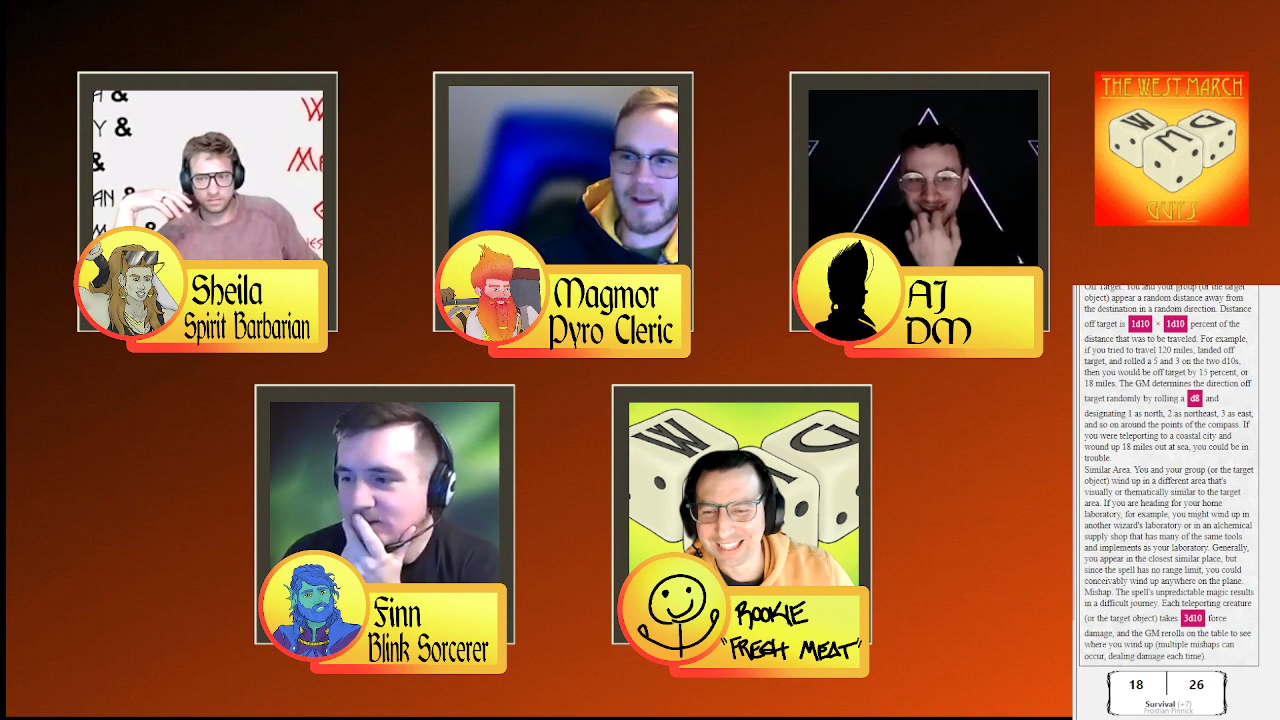 &
Y &
&
AN &
&
W
Sheila
Spirit Barbarian
Magmor
Pyro Cleric
AJ
DM
THE WEST MARCH
W M G
GUYS
Finn
Blink Sorcerer
W
G
ROOKIE
"FRESH MEAT"
Off Target. You and your group (or the target
object) appear a random distance away from
the destination in a random direction. Distance
off target is 1d10 × 1d10 percent of the
distance that was to be traveled. For example,
if you tried to travel 120 miles, landed off
target, and rolled a 5 and 3 on the two d10s,
then you would be off target by 15 percent, or
18 miles. The GM determines the direction off
target randomly by rolling a d8 and
designating 1 as north, 2 as northeast, 3 as east,
and so on around the points of the compass. If
you were teleporting to a coastal city and
wound up 18 miles out at sea, you could be in
trouble.
Similar Area. You and your group (or the target
object) wind up in a different area that's
visually or thematically similar to the target
area. If you are heading for your home
laboratory, for example, you might wind up in
another wizard's laboratory or in an alchemical
supply shop that has many of the same tools
and implements as your laboratory. Generally,
you appear in the closest similar place, but
since the spell has no range limit, you could
conceivably wind up anywhere on the plane.
Mishap. The spell's unpredictable magic results
in a difficult journey. Each teleporting creature
(or the target object) takes 3d10 force
damage, and the GM rerolls on the table to see
where you wind up (multiple mishaps can
occur, dealing damage each time).
18 26
Survival (+7)
Frostian Finnick